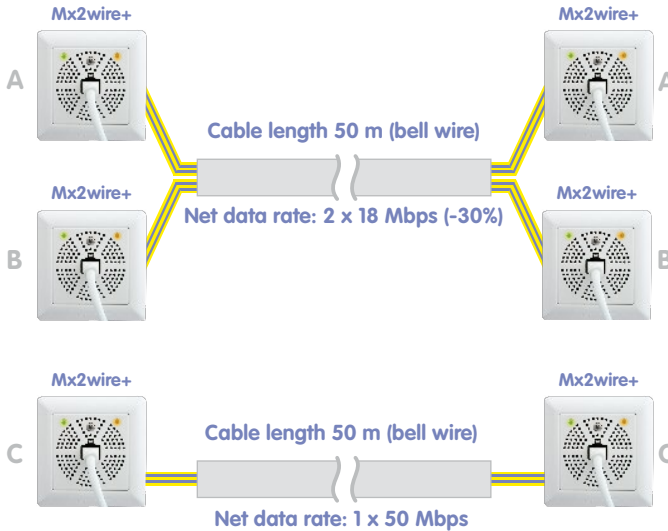 Mx2wire+ Mx2wire+
A A
Cable length 50 m (bell wire)
Mx2wire+ Mx2wire+
Net data rate: 2 x 18 Mbps (-30%)
B B
Mx2wire+ Mx2wire+
Cable length 50 m (bell wire)
C C
Net data rate: 1 x 50 Mbps